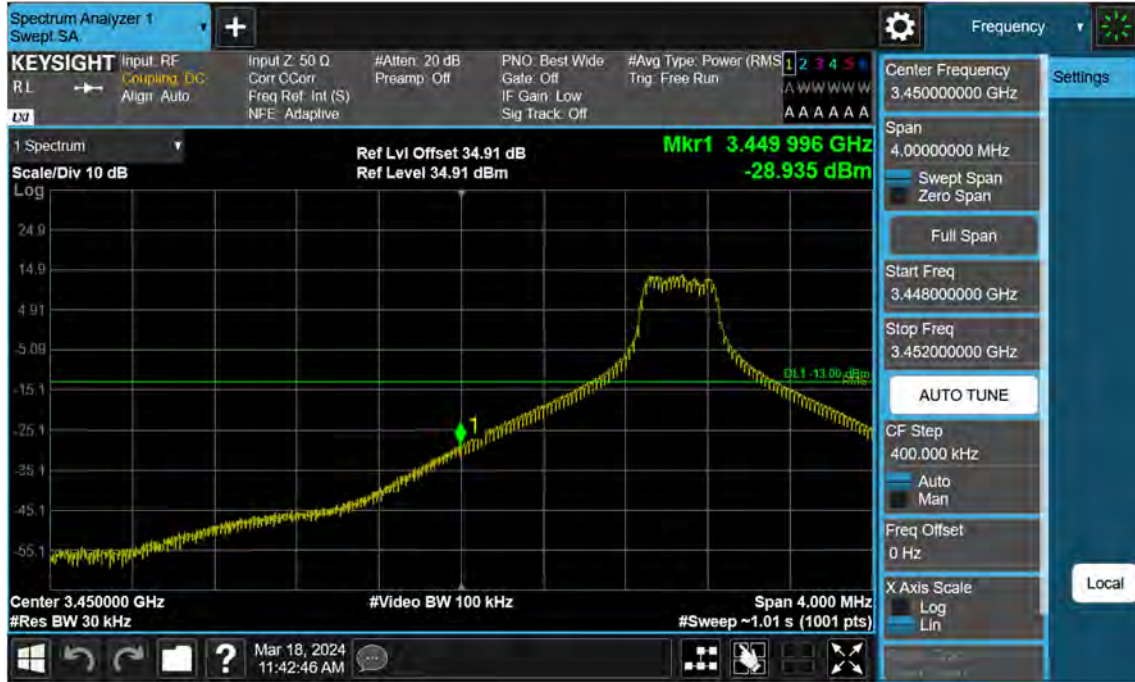 Spectrum Analyzer 1
Swept SA
+
Frequency
KEYSIGHT
RL
LXI
Input: RF
Coupling: DC
Align: Auto
Input Z: 50 Ω
Corr CCorr
Freq Ref: Int (S)
NFE: Adaptive
#Atten: 20 dB
Preamp: Off
PNO: Best Wide
Gate: Off
IF Gain: Low
Sig Track: Off
#Avg Type: Power (RMS
Trig: Free Run
1 2 3 4 5 6
A W W W W W
A A A A A A
1 Spectrum
Scale/Div 10 dB
Log
Ref Lvl Offset 34.91 dB
Ref Level 34.91 dBm
Mkr1 3.449 996 GHz
-28.935 dBm
24.9
14.9
4.91
-5.09
-15.1
-25.1
-35.1
-45.1
-55.1
DL1 -13.00 dBm
1
Center 3.450000 GHz
#Res BW 30 kHz
#Video BW 100 kHz
Span 4.000 MHz
#Sweep ~1.01 s (1001 pts)
?
Mar 18, 2024
11:42:46 AM
Center Frequency
3.450000000 GHz
Span
4.00000000 MHz
Swept Span
Zero Span
Full Span
Start Freq
3.448000000 GHz
Stop Freq
3.452000000 GHz
AUTO TUNE
CF Step
400.000 kHz
Auto
Man
Freq Offset
0 Hz
X Axis Scale
Log
Lin
Settings
Local